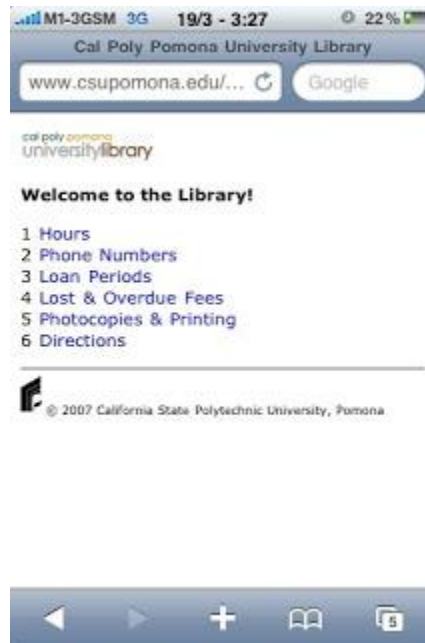 M1-3GSM 3G 19/3 - 3:27 22%
Cal Poly Pomona University Library
www.csupomona.edu/... Google
cal poly pomona
universitylibrary
Welcome to the Library!
1 Hours
2 Phone Numbers
3 Loan Periods
4 Lost & Overdue Fees
5 Photocopies & Printing
6 Directions
© 2007 California State Polytechnic University, Pomona
5